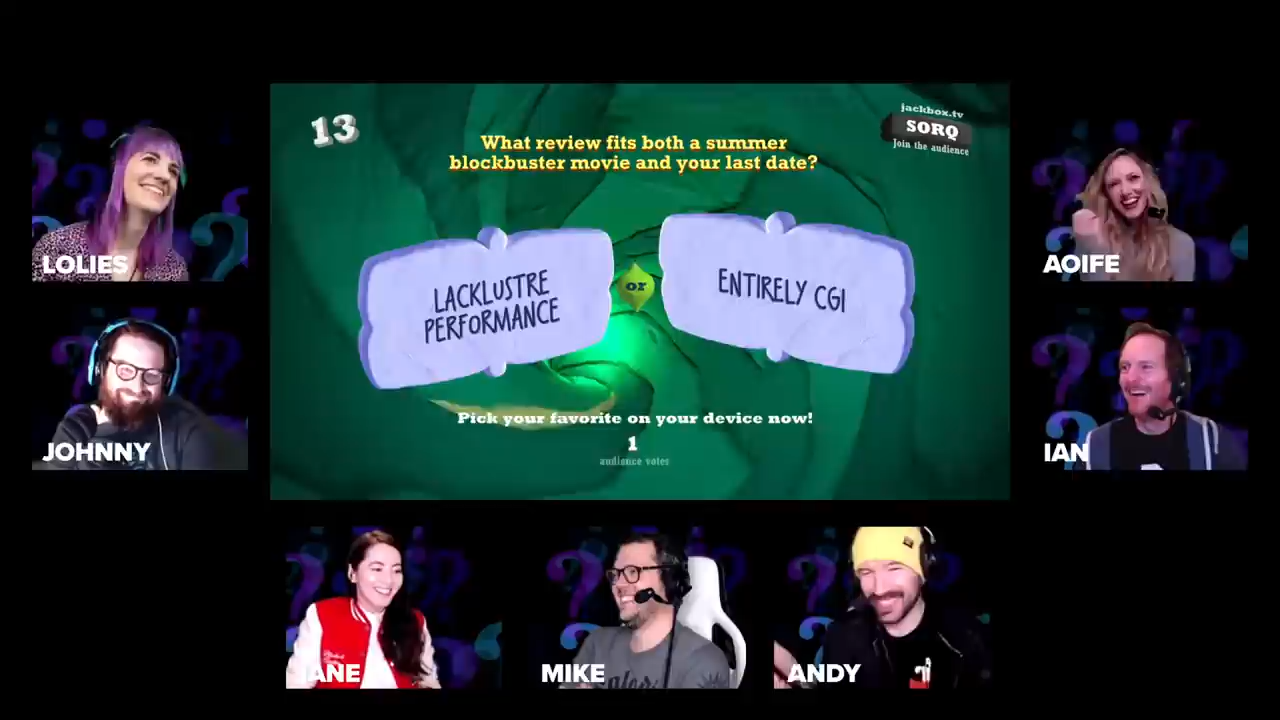 13
What review fits both a summer
blockbuster movie and your last date?
jackbox.tv
SORQ
Join the audience
LACKLUSTRE
PERFORMANCE
or
ENTIRELY CGI
Pick your favorite on your device now!
1
audience votes
LOLIES
AOIFE
JOHNNY
IAN
ANE
MIKE
ANDY